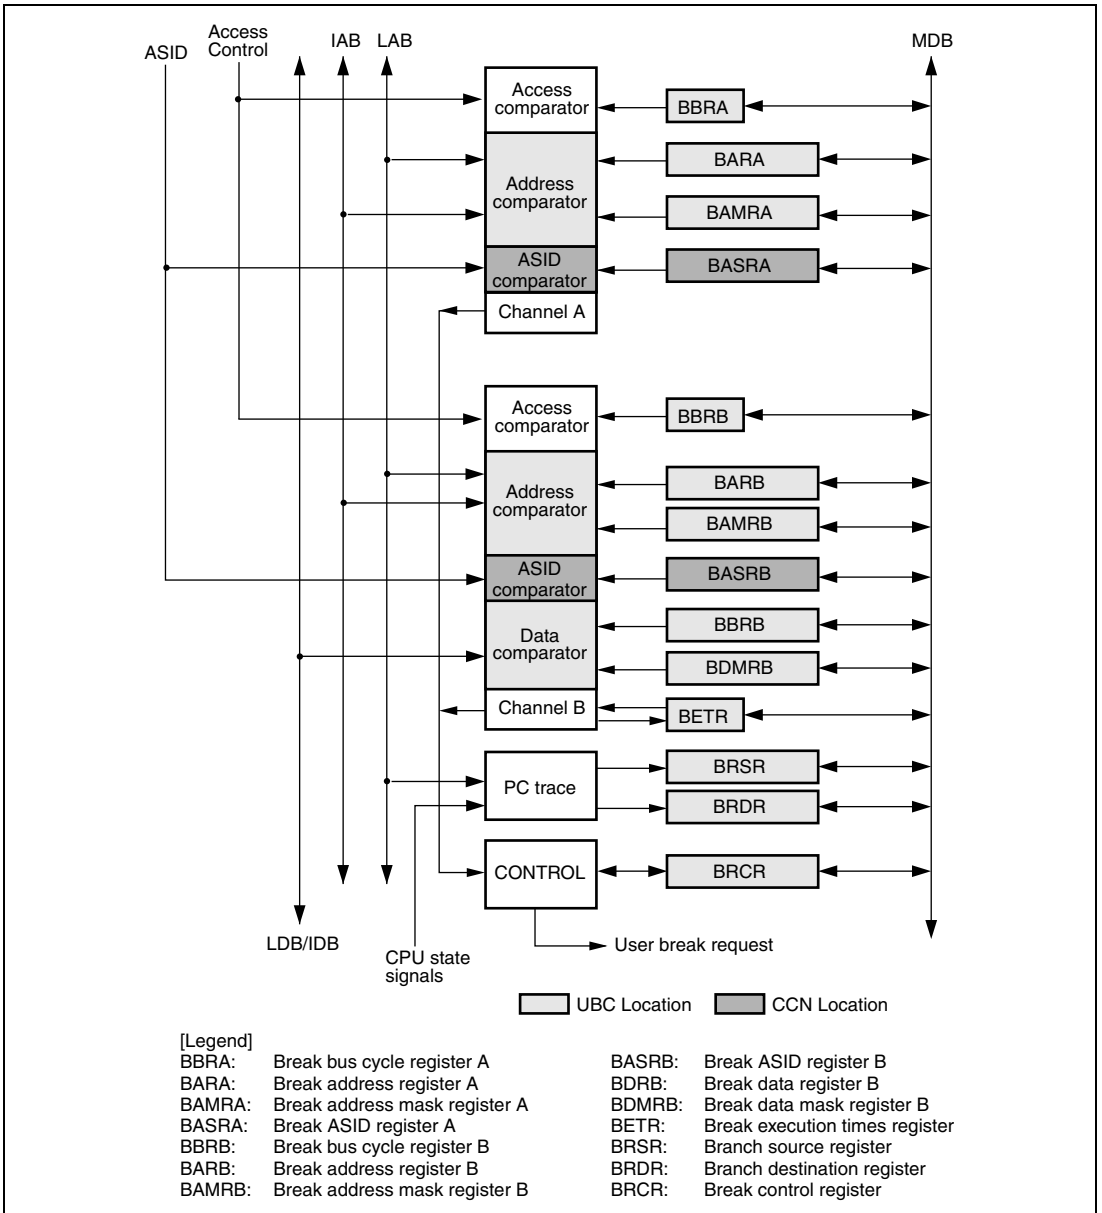 ASID
Access
Control
IAB
LAB
MDB
Access
comparator
BBRA
Address
comparator
BARA
BAMRA
ASID
comparator
BASRA
Channel A
Access
comparator
BBRB
Address
comparator
BARB
BAMRB
ASID
comparator
BASRB
Data
comparator
BBRB
BDMRB
Channel B
BETR
PC trace
BRSR
BRDR
CONTROL
BRCR
LDB/IDB
CPU state
signals
User break request
UBC Location
CCN Location
[Legend]
BBRA: Break bus cycle register A
BARA: Break address register A
BAMRA: Break address mask register A
BASRA: Break ASID register A
BBRB: Break bus cycle register B
BARB: Break address register B
BAMRB: Break address mask register B
BASRB: Break ASID register B
BDRB: Break data register B
BDMRB: Break data mask register B
BETR: Break execution times register
BRSR: Branch source register
BRDR: Branch destination register
BRCR: Break control register